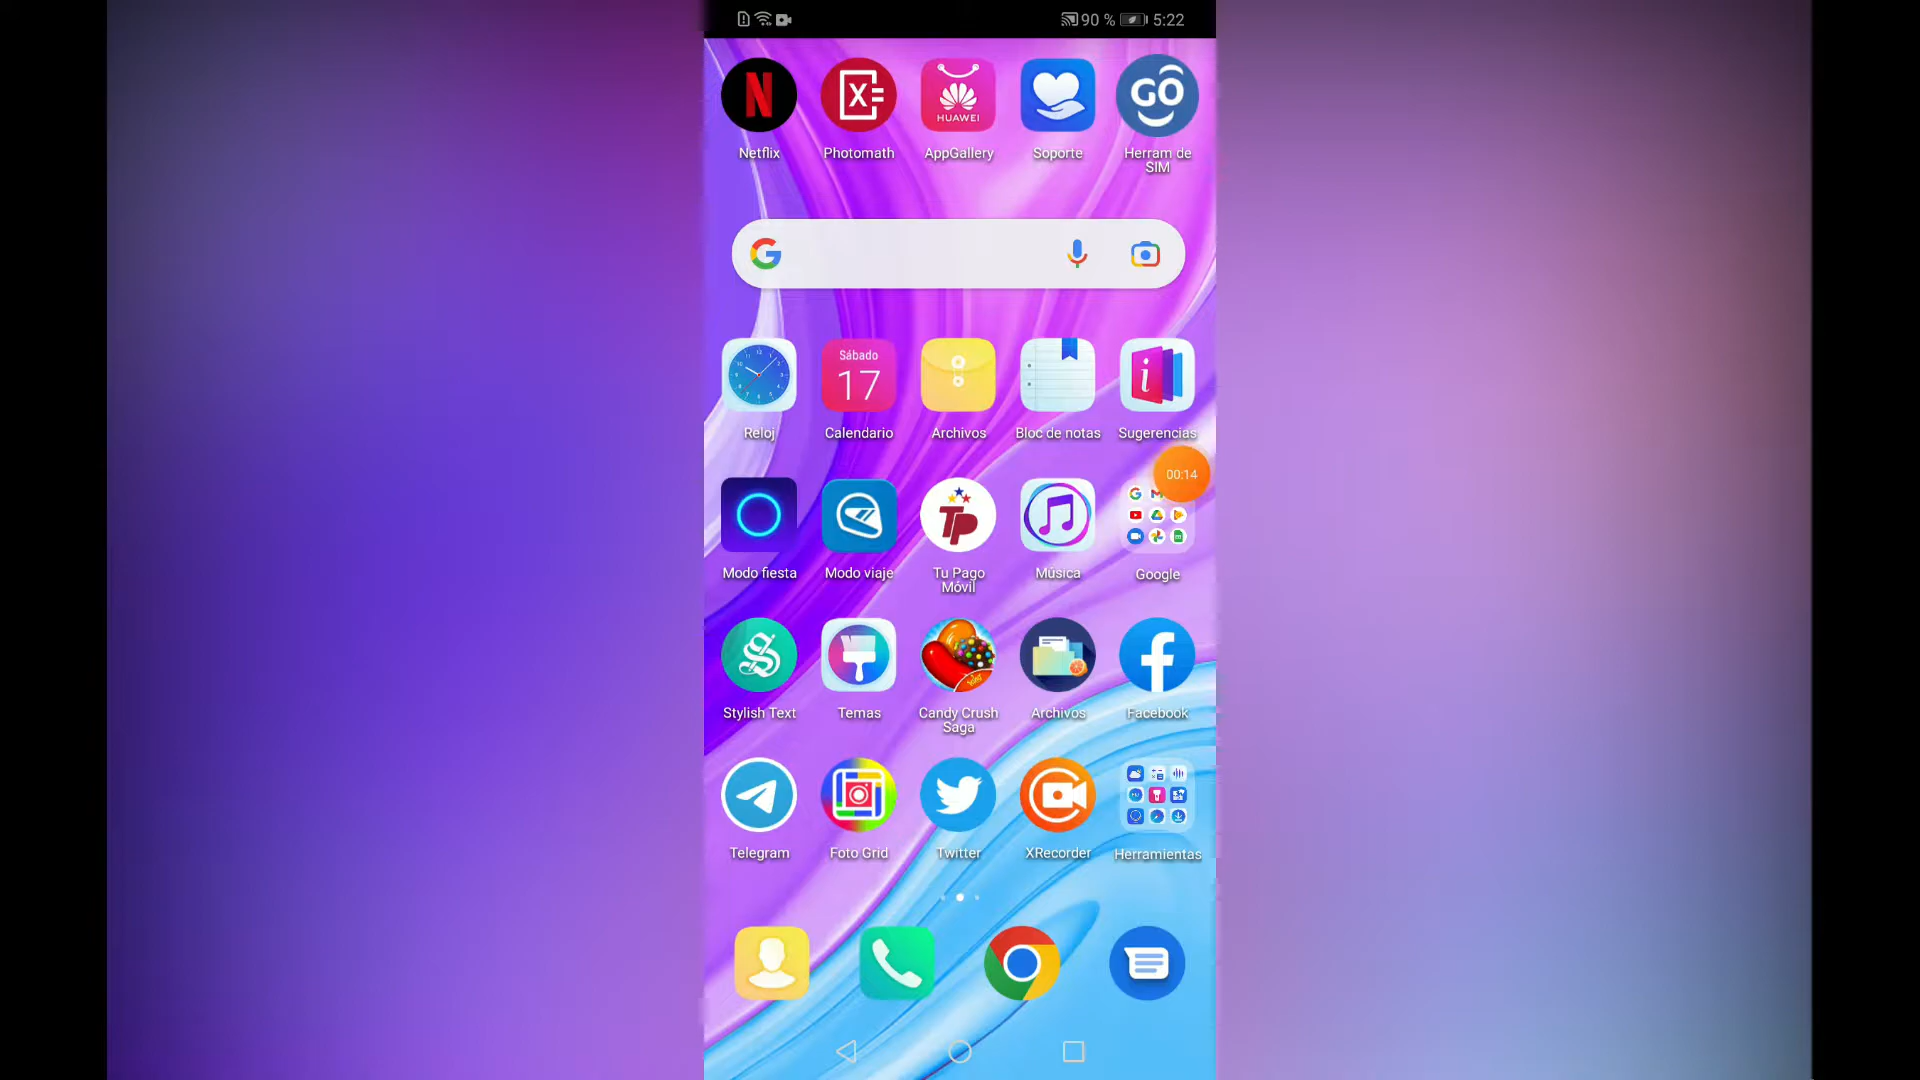 90 % 5:22
HUAWEI
GO
Netflix
Photomath
AppGallery
Soporte
Herram de
SIM
Sábado
17
Reloj
Calendario
Archivos
Bloc de notas
Sugerencias
00:14
TP
Modo fiesta
Modo viaje
Tu Pago
Móvil
Música
Google
Stylish Text
Temas
Candy Crush
Saga
Archivos
Facebook
Telegram
Foto Grid
Twitter
XRecorder
Herramientas